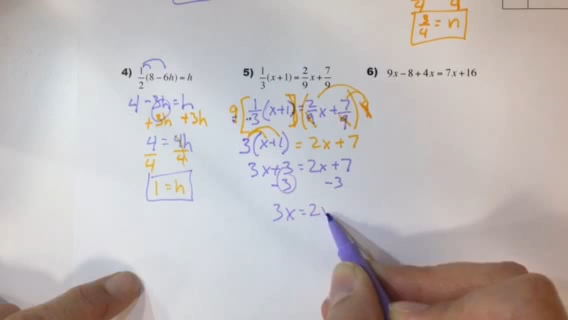 8/4 = n
4) 1/2(8 − 6h) = h
4 − 3h = h
+3h +3h
4 = 4h
4 4
1 = h
5) 1/3(x + 1) = 2/9x + 7/9
9[1/3(x+1)] = (2/9x + 7/9)9
3(x+1) = 2x + 7
3x + 3 = 2x + 7
−3 −3
3x = 2x
6) 9x − 8 + 4x = 7x + 16